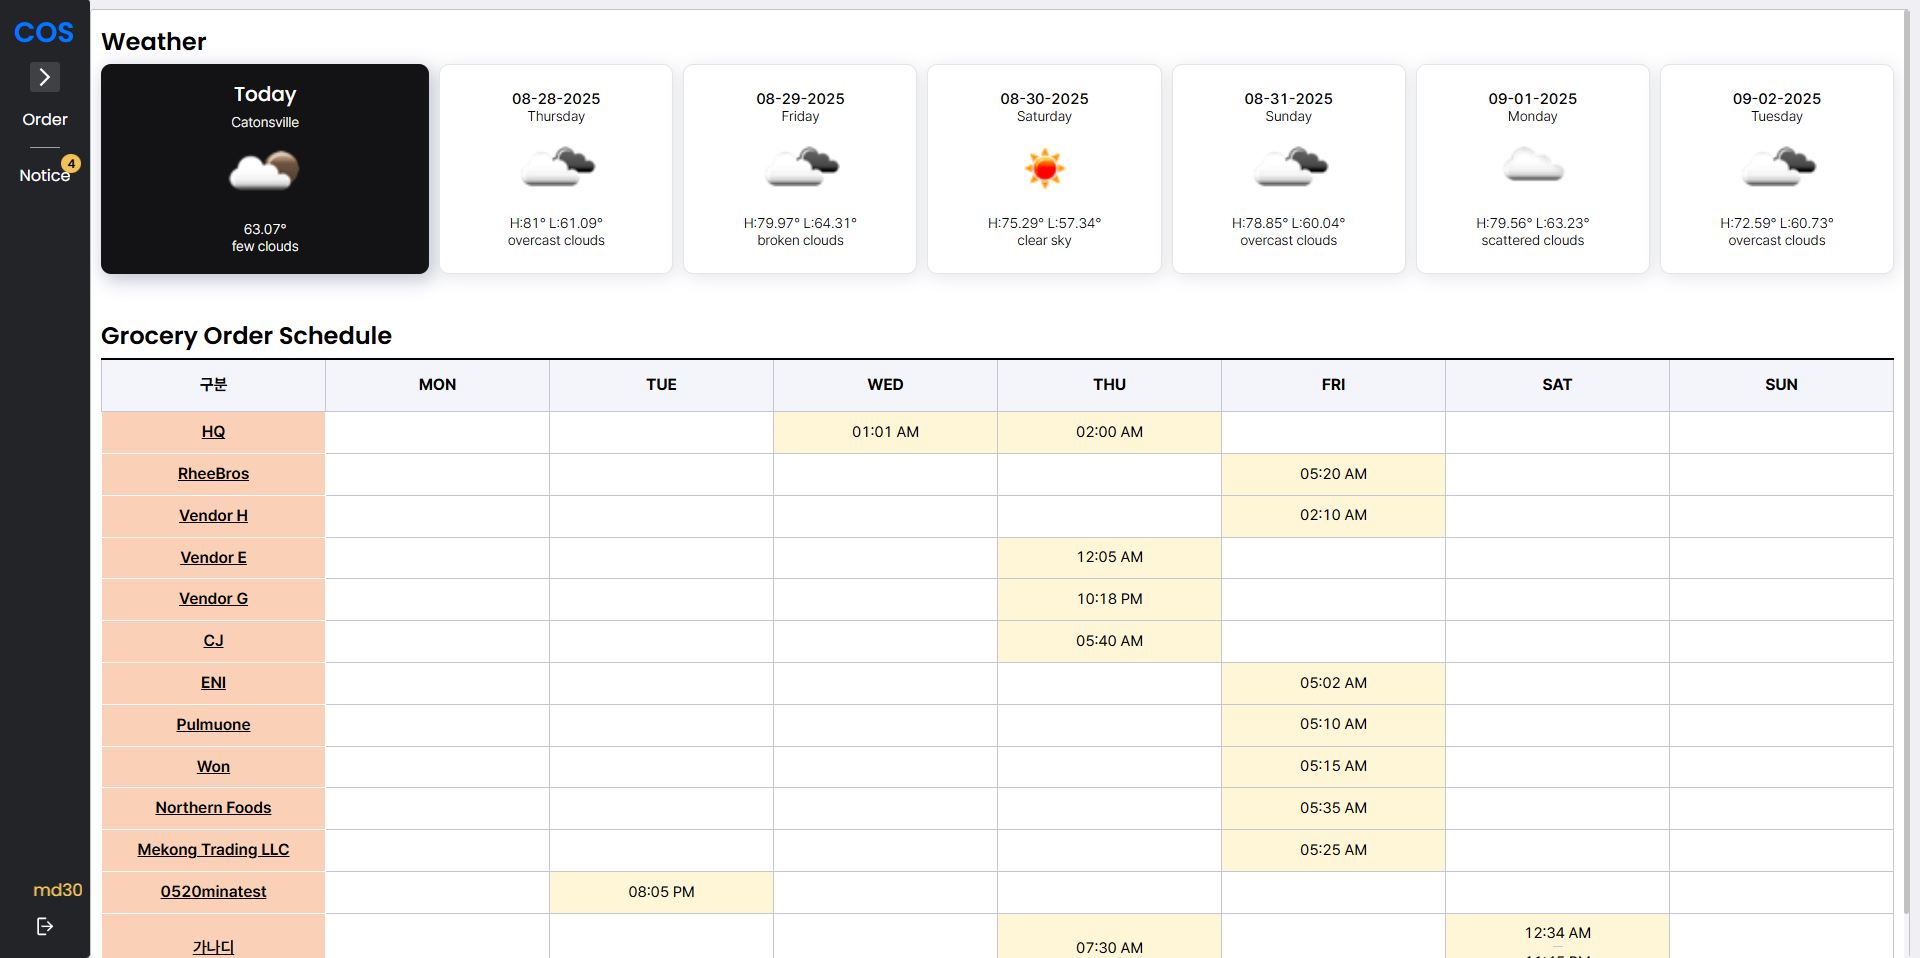 COS
Order
Notice
4
md30
Weather
Today
Catonsville
63.07°
few clouds
08-28-2025
Thursday
H:81° L:61.09°
overcast clouds
08-29-2025
Friday
H:79.97° L:64.31°
broken clouds
08-30-2025
Saturday
H:75.29° L:57.34°
clear sky
08-31-2025
Sunday
H:78.85° L:60.04°
overcast clouds
09-01-2025
Monday
H:79.56° L:63.23°
scattered clouds
09-02-2025
Tuesday
H:72.59° L:60.73°
overcast clouds
Grocery Order Schedule
구분 MON TUE WED THU FRI SAT SUN
HQ 01:01 AM 02:00 AM
RheeBros 05:20 AM
Vendor H 02:10 AM
Vendor E 12:05 AM
Vendor G 10:18 PM
CJ 05:40 AM
ENI 05:02 AM
Pulmuone 05:10 AM
Won 05:15 AM
Northern Foods 05:35 AM
Mekong Trading LLC 05:25 AM
0520minatest 08:05 PM
가나디 07:30 AM 12:34 AM